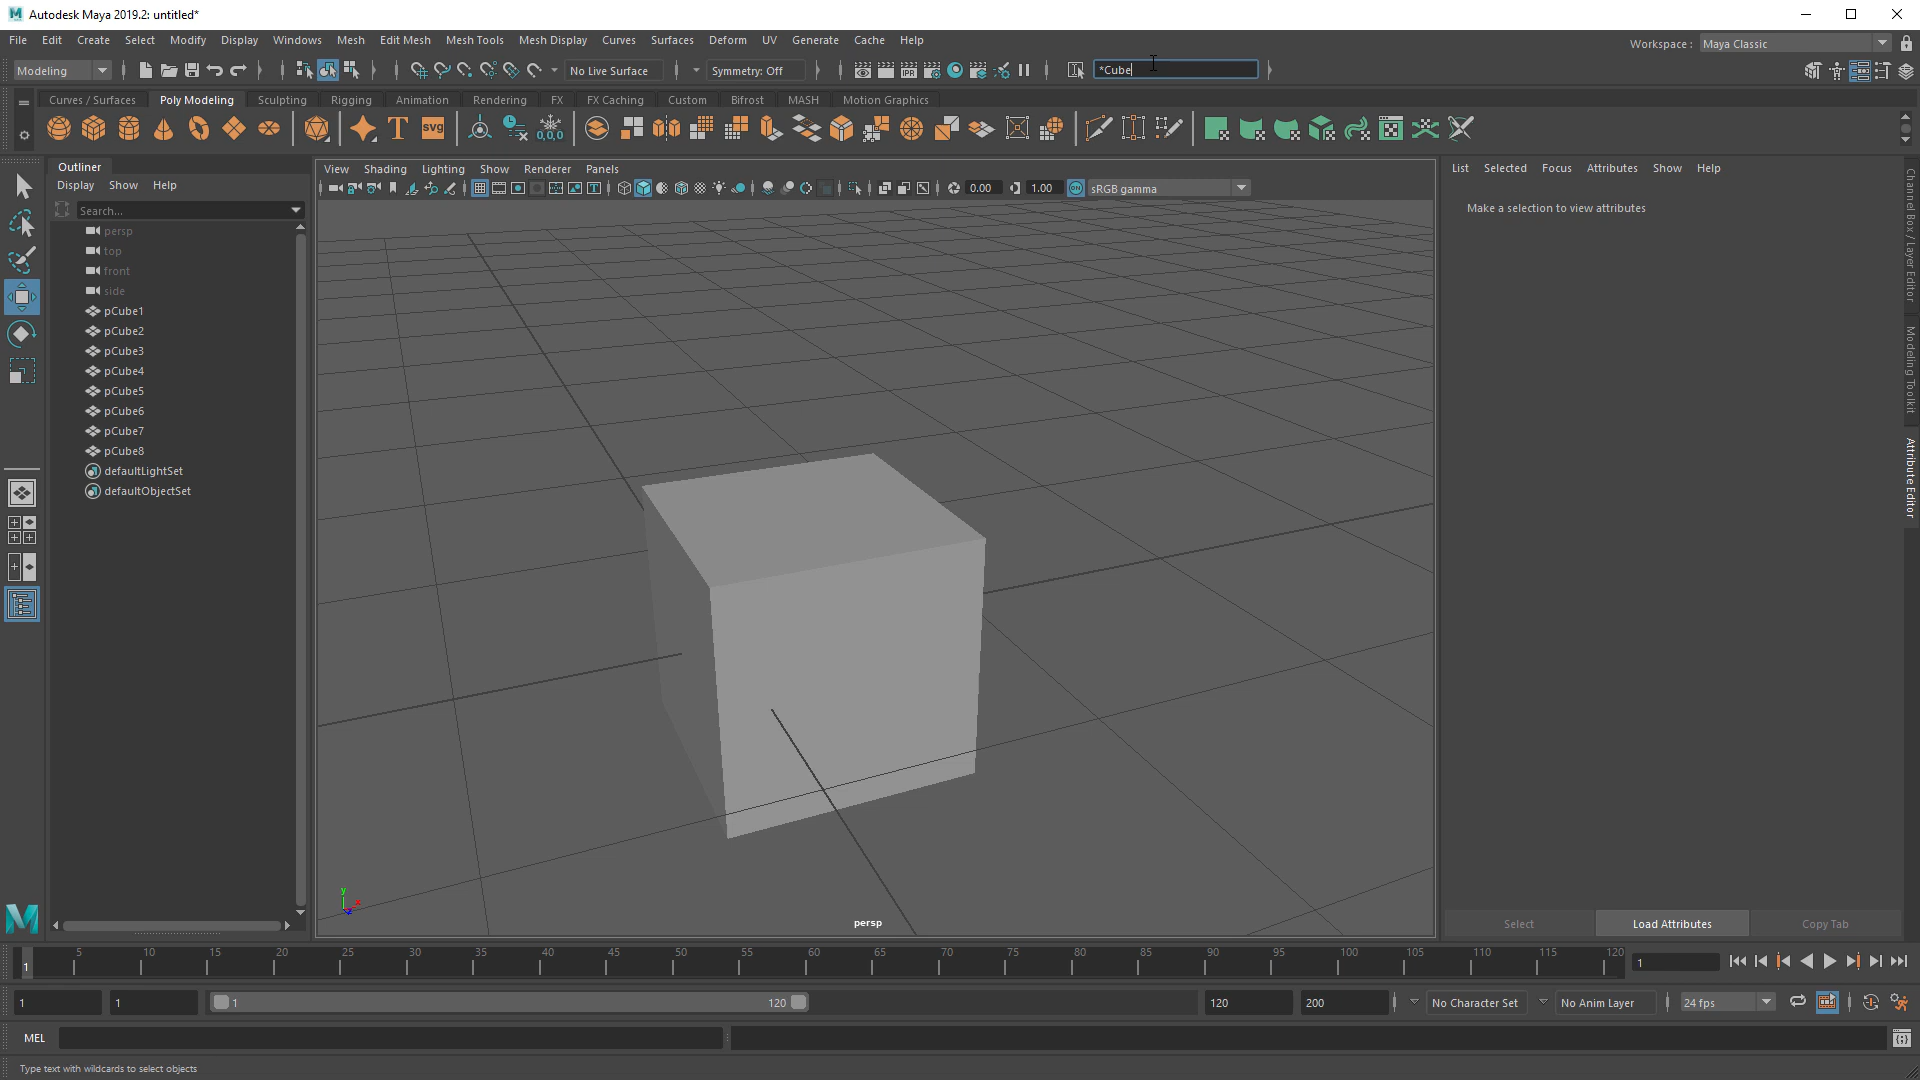 Autodesk Maya 2019.2: untitled*
File Edit Create Select Modify Display Windows Mesh Edit Mesh Mesh Tools Mesh Display Curves Surfaces Deform UV Generate Cache Help
Workspace : Maya Classic
Modeling
No Live Surface
Symmetry: Off
IPR
*Cube
Curves / Surfaces Poly Modeling Sculpting Rigging Animation Rendering FX FX Caching Custom Bifrost MASH Motion Graphics
T
SVG
0,0,0
Outliner
Display Show Help
Search...
persp
top
front
side
pCube1
pCube2
pCube3
pCube4
pCube5
pCube6
pCube7
pCube8
defaultLightSet
defaultObjectSet
View Shading Lighting Show Renderer Panels
0.00
1.00
ON
sRGB gamma
y
x
z
persp
List Selected Focus Attributes Show Help
Make a selection to view attributes
Select
Load Attributes
Copy Tab
Channel Box / Layer Editor
Modeling Toolkit
Attribute Editor
1 5 10 15 20 25 30 35 40 45 50 55 60 65 70 75 80 85 90 95 100 105 110 115 120
1
1 1 1 120 120 200
No Character Set
No Anim Layer
24 fps
MEL
Type text with wildcards to select objects